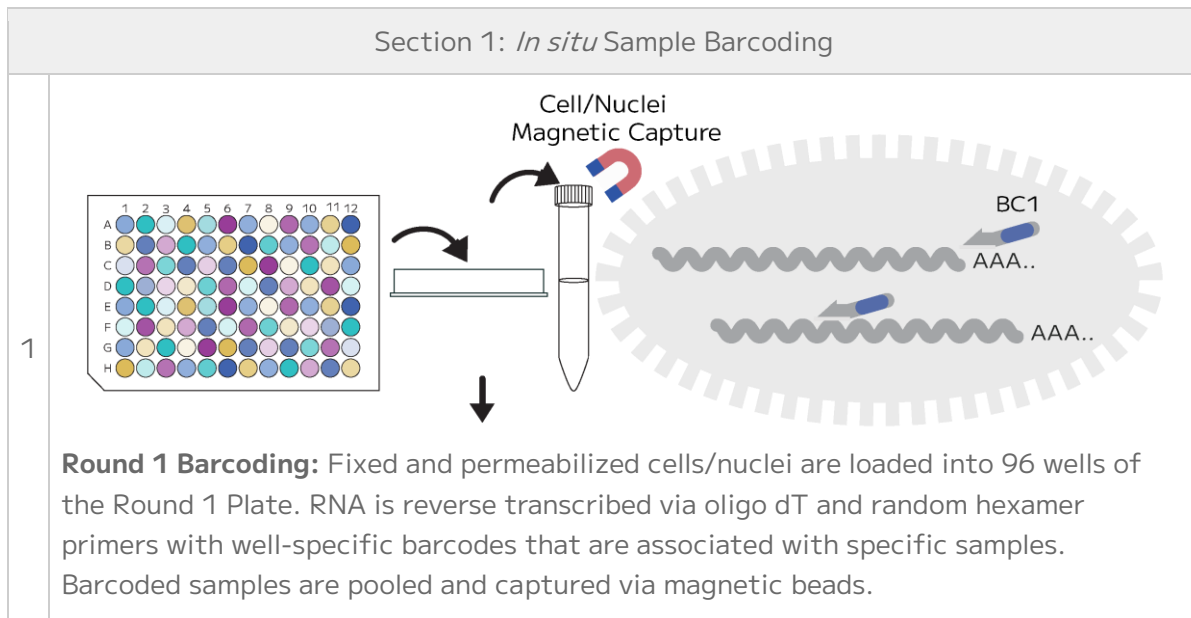 Section 1: In situ Sample Barcoding
1
Cell/Nuclei
Magnetic Capture
1 2 3 4 5 6 7 8 9 10 11 12
A
B
C
D
E
F
G
H
BC1
AAA..
AAA..
Round 1 Barcoding: Fixed and permeabilized cells/nuclei are loaded into 96 wells of
the Round 1 Plate. RNA is reverse transcribed via oligo dT and random hexamer
primers with well-specific barcodes that are associated with specific samples.
Barcoded samples are pooled and captured via magnetic beads.